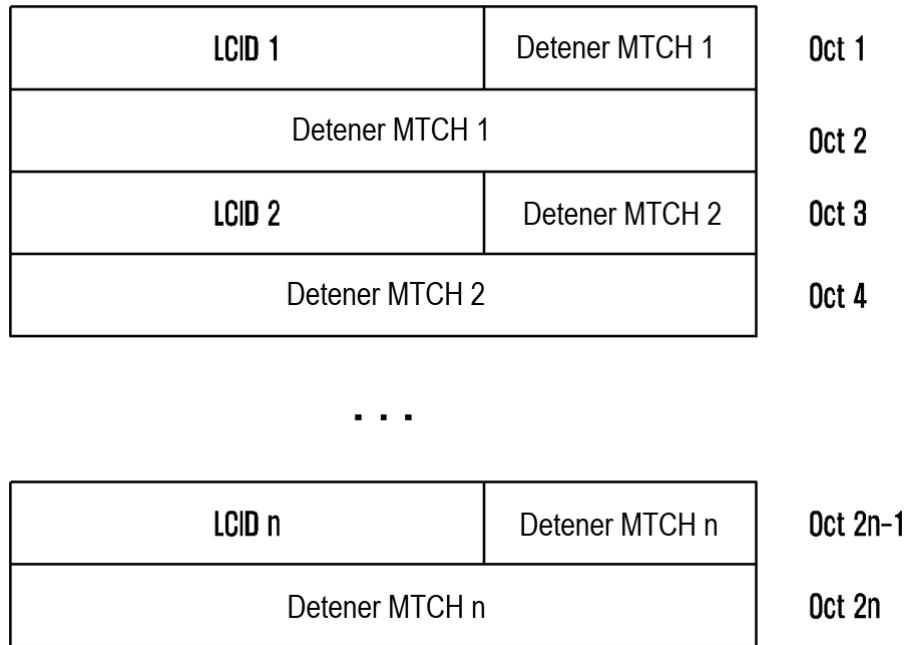 LCID 1 Detener MTCH 1 Oct 1
Detener MTCH 1 Oct 2
LCID 2 Detener MTCH 2 Oct 3
Detener MTCH 2 Oct 4
. . .
LCID n Detener MTCH n Oct 2n-1
Detener MTCH n Oct 2n